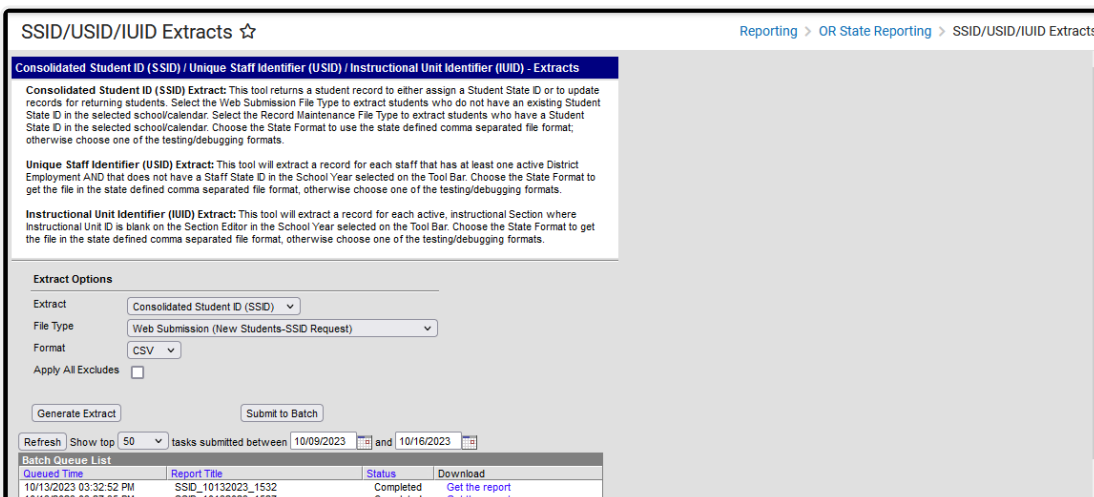 SSID/USID/IUID Extracts ☆
Reporting > OR State Reporting > SSID/USID/IUID Extracts
Consolidated Student ID (SSID) / Unique Staff Identifier (USID) / Instructional Unit Identifier (IUID) - Extracts
Consolidated Student ID (SSID) Extract: This tool returns a student record to either assign a Student State ID or to update
records for returning students. Select the Web Submission File Type to extract students who do not have an existing Student
State ID in the selected school/calendar. Select the Record Maintenance File Type to extract students who have a Student
State ID in the selected school/calendar. Choose the State Format to use the state defined comma separated file format;
otherwise choose one of the testing/debugging formats.
Unique Staff Identifier (USID) Extract: This tool will extract a record for each staff that has at least one active District
Employment AND that does not have a Staff State ID in the School Year selected on the Tool Bar. Choose the State Format to
get the file in the state defined comma separated file format, otherwise choose one of the testing/debugging formats.
Instructional Unit Identifier (IUID) Extract: This tool will extract a record for each active, instructional Section where
Instructional Unit ID is blank on the Section Editor in the School Year selected on the Tool Bar. Choose the State Format to get
the file in the state defined comma separated file format, otherwise choose one of the testing/debugging formats.
Extract Options
Extract
Consolidated Student ID (SSID)
File Type
Web Submission (New Students-SSID Request)
Format
CSV
Apply All Excludes
Generate Extract
Submit to Batch
Refresh Show top 50 tasks submitted between 10/09/2023 and 10/16/2023
Batch Queue List
Queued Time Report Title Status Download
10/13/2023 03:32:52 PM SSID_10132023_1532 Completed Get the report